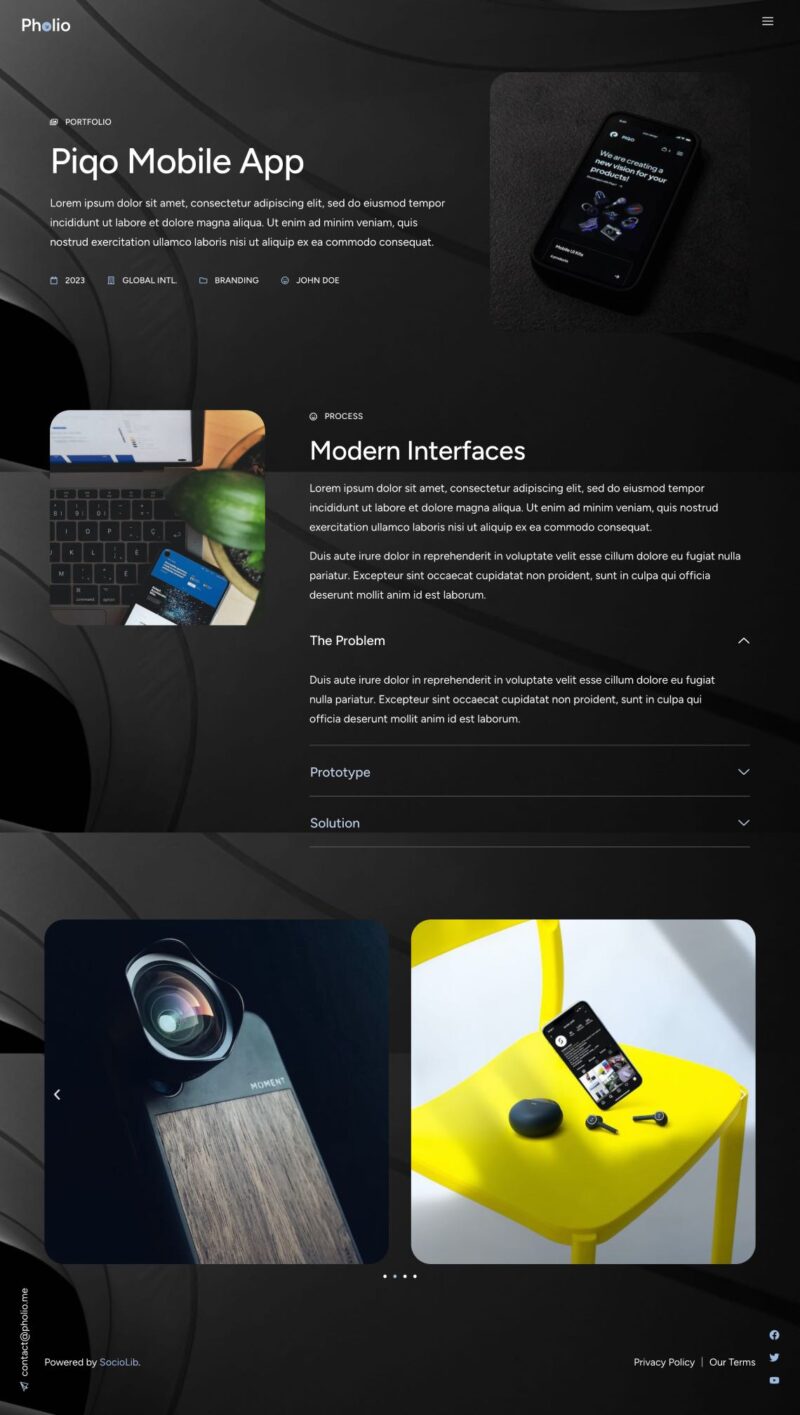 Pholio
PORTFOLIO
Piqo Mobile App
Lorem ipsum dolor sit amet, consectetur adipiscing elit, sed do eiusmod tempor
incididunt ut labore et dolore magna aliqua. Ut enim ad minim veniam, quis
nostrud exercitation ullamco laboris nisi ut aliquip ex ea commodo consequat.
2023 GLOBAL INTL. BRANDING JOHN DOE
PIQO
We are creating a
new vision for your
products!
Mobile UI Kits
PROCESS
Modern Interfaces
Lorem ipsum dolor sit amet, consectetur adipiscing elit, sed do eiusmod tempor
incididunt ut labore et dolore magna aliqua. Ut enim ad minim veniam, quis nostrud
exercitation ullamco laboris nisi ut aliquip ex ea commodo consequat.
Duis aute irure dolor in reprehenderit in voluptate velit esse cillum dolore eu fugiat nulla
pariatur. Excepteur sint occaecat cupidatat non proident, sunt in culpa qui officia
deserunt mollit anim id est laborum.
The Problem
Duis aute irure dolor in reprehenderit in voluptate velit esse cillum dolore eu fugiat
nulla pariatur. Excepteur sint occaecat cupidatat non proident, sunt in culpa qui
officia deserunt mollit anim id est laborum.
Prototype
Solution
MOMENT
contact@pholio.me
Powered by SocioLib.
Privacy Policy | Our Terms